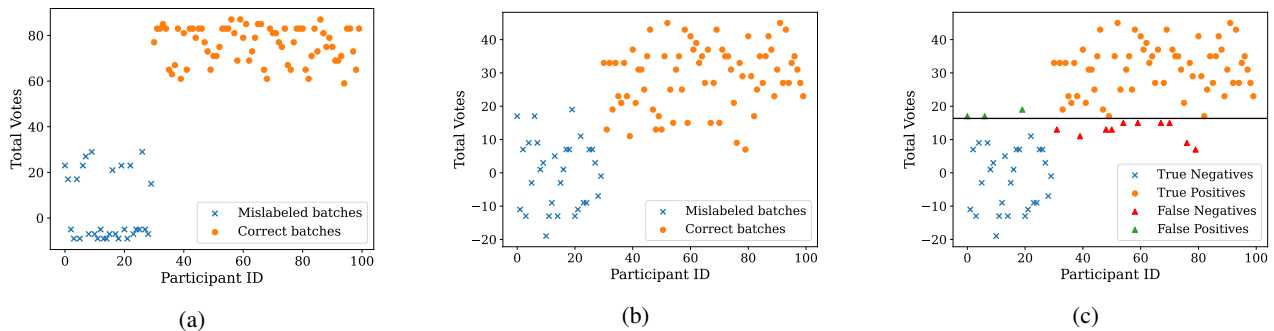 80
60
40
20
0
Total Votes
0 20 40 60 80 100
Participant ID
Mislabeled batches
Correct batches
(a)
40
30
20
10
0
−10
−20
Total Votes
0 20 40 60 80 100
Participant ID
Mislabeled batches
Correct batches
(b)
40
30
20
10
0
−10
−20
Total Votes
0 20 40 60 80 100
Participant ID
True Negatives
True Positives
False Negatives
False Positives
(c)